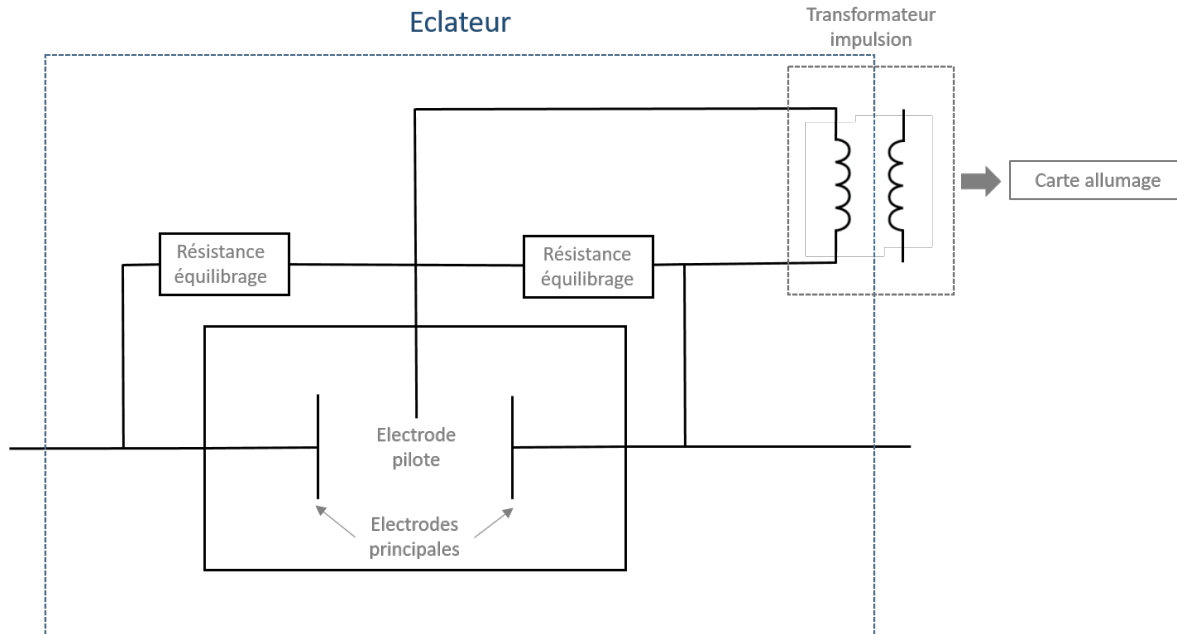 Eclateur
Transformateur
impulsion
Carte allumage
Résistance
équilibrage
Résistance
équilibrage
Electrode
pilote
Electrodes
principales